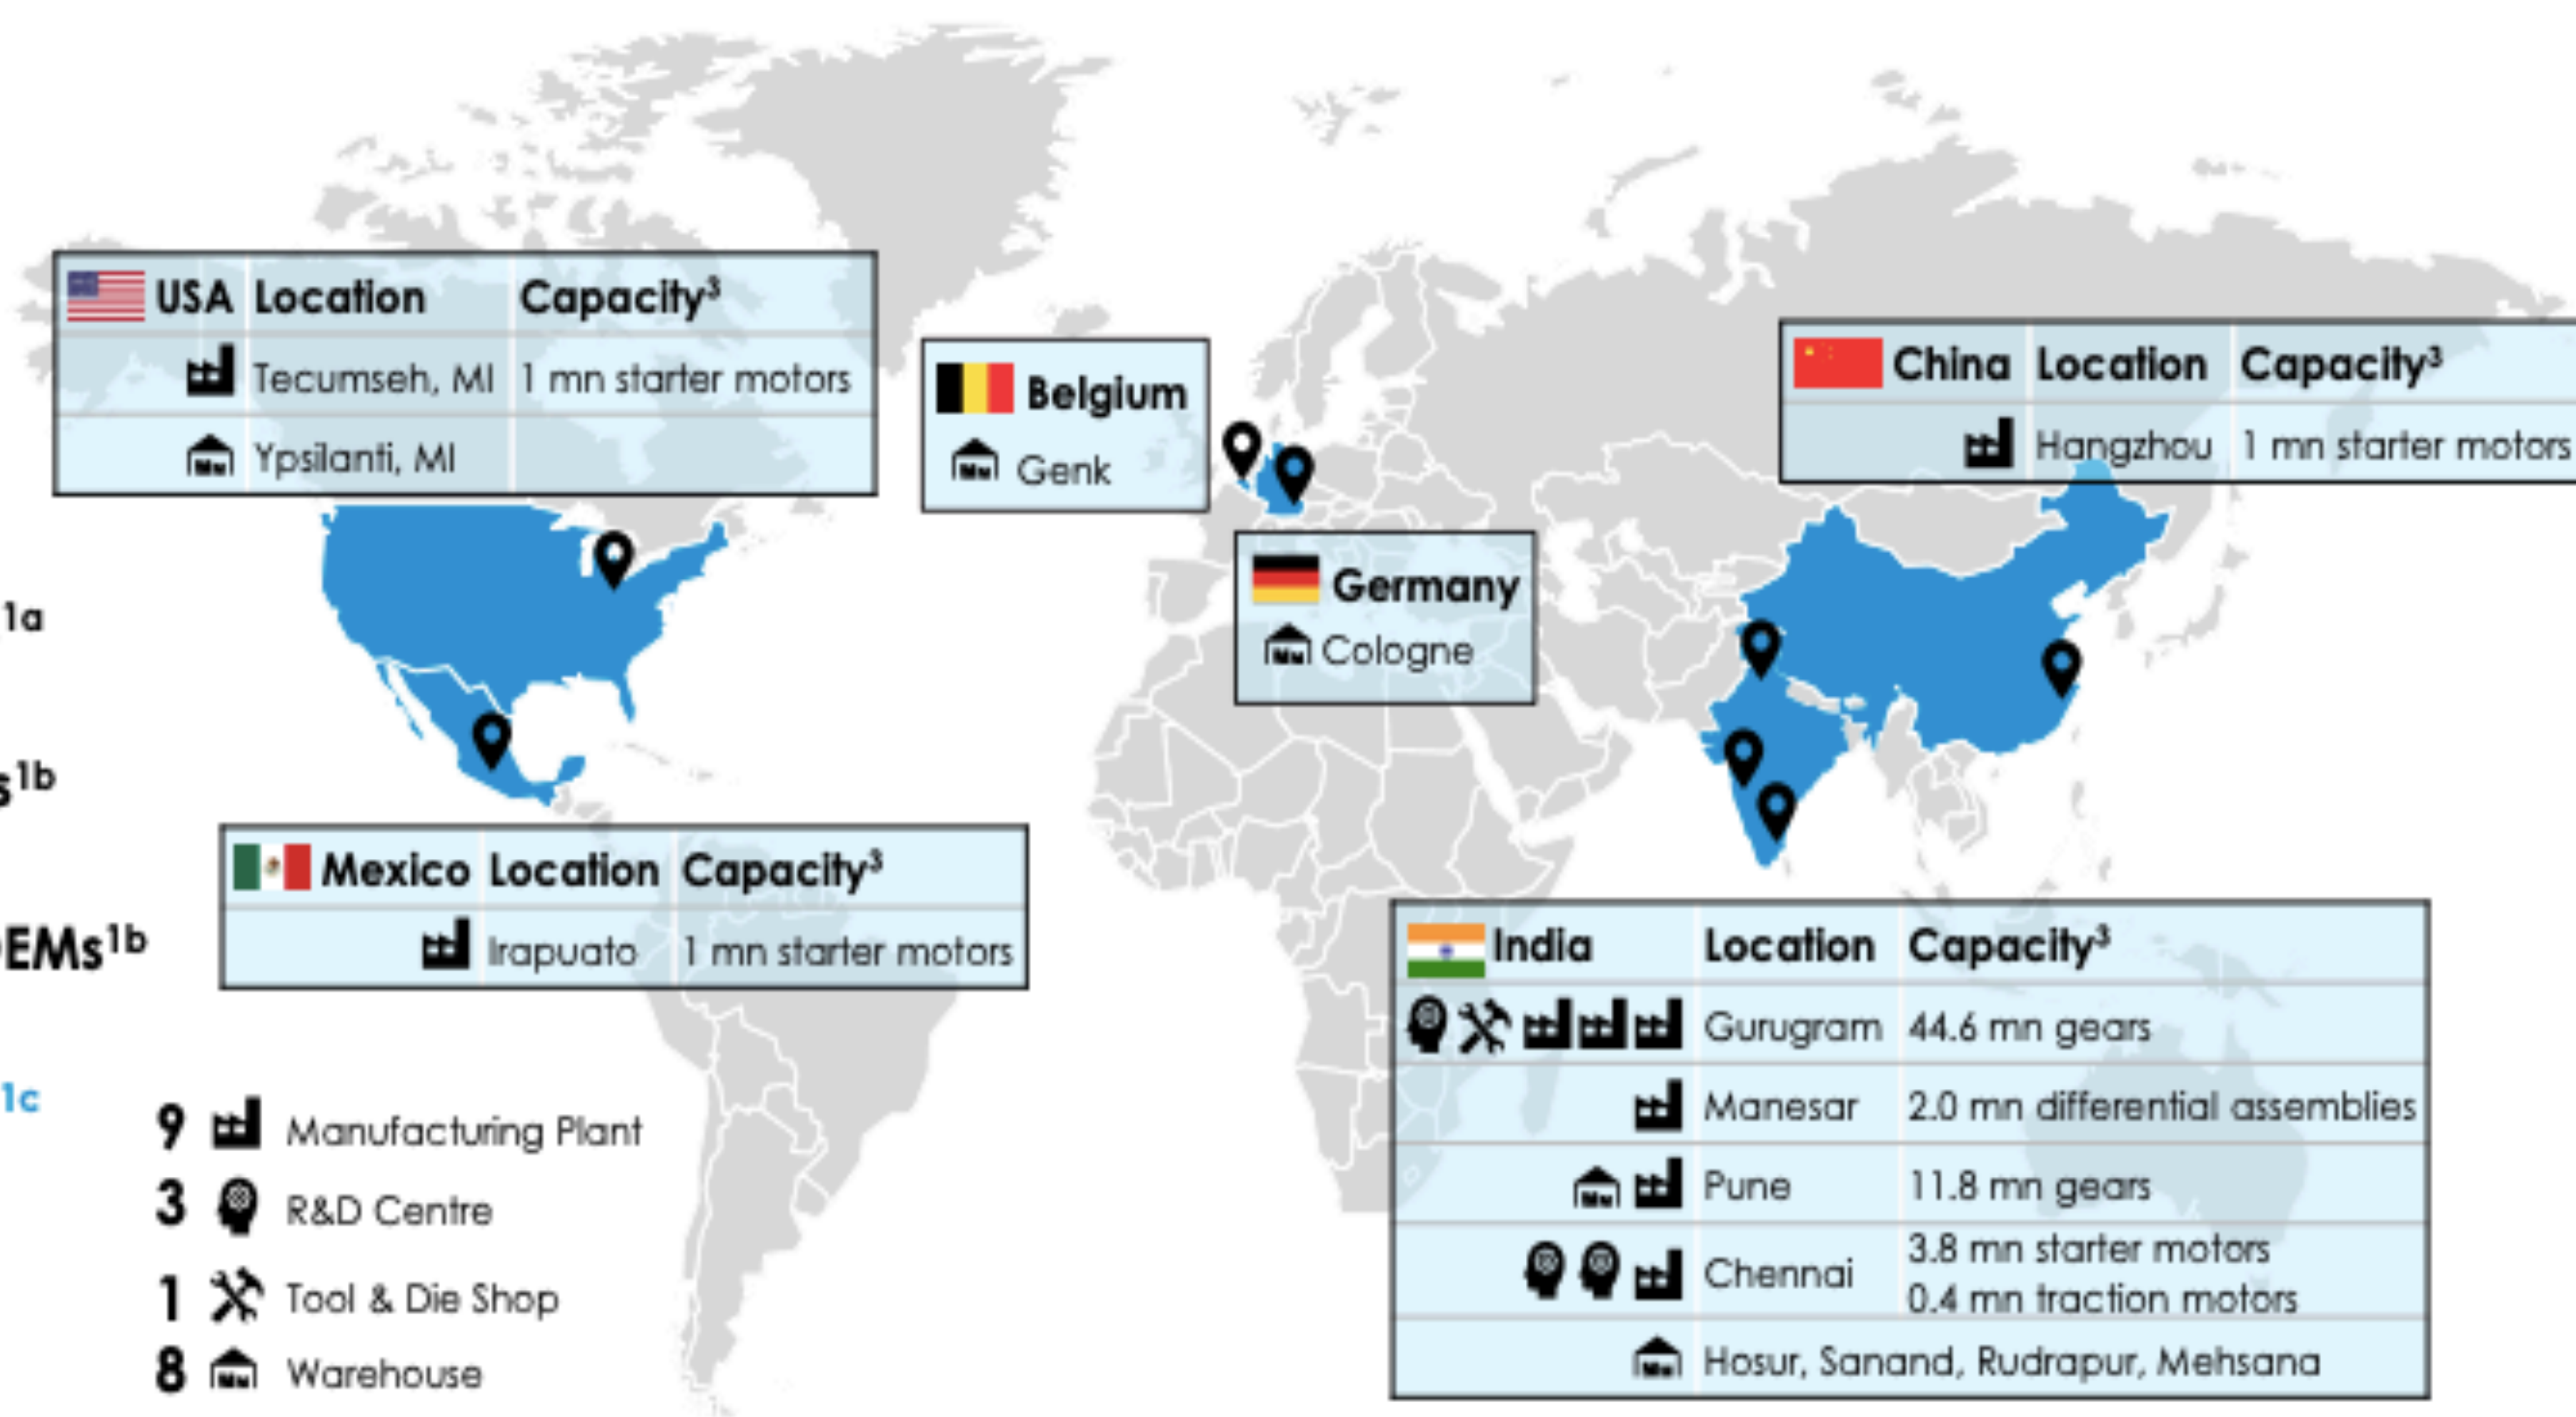 USA Location Capacity³
Tecumseh, MI 1 mn starter motors
Ypsilanti, MI
Belgium
Genk
Germany
Cologne
China Location Capacity³
Hangzhou 1 mn starter motors
1a
s1b
Mexico Location Capacity³
Irapuato 1 mn starter motors
EMs1b
1c
9 Manufacturing Plant
3 R&D Centre
1 Tool & Die Shop
8 Warehouse
India Location Capacity³
Gurugram 44.6 mn gears
Manesar 2.0 mn differential assemblies
Pune 11.8 mn gears
Chennai 3.8 mn starter motors
0.4 mn traction motors
Hosur, Sanand, Rudrapur, Mehsana